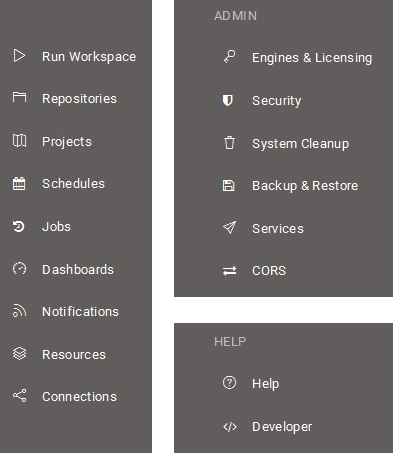 Run Workspace
Repositories
Projects
Schedules
Jobs
Dashboards
Notifications
Resources
Connections
ADMIN
Engines & Licensing
Security
System Cleanup
Backup & Restore
Services
CORS
HELP
Help
Developer